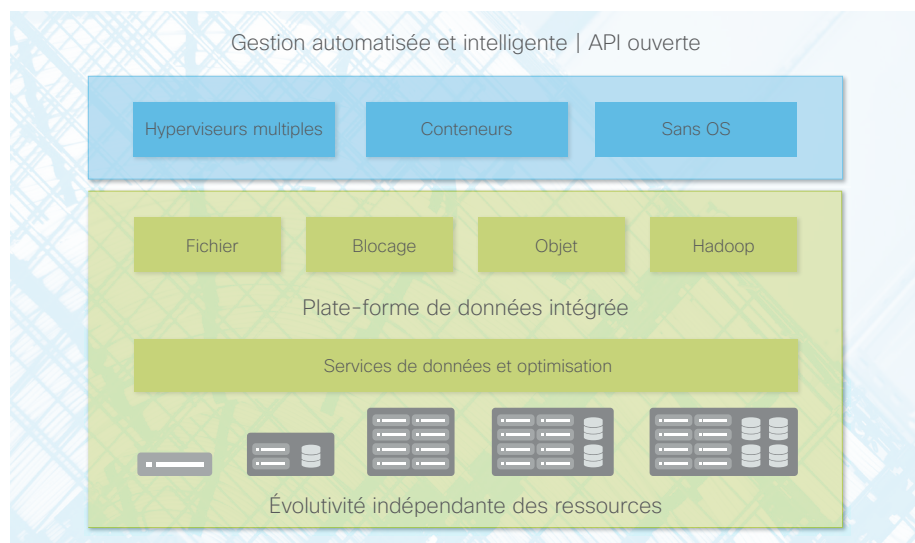 Gestion automatisée et intelligente | API ouverte
Hyperviseurs multiples
Conteneurs
Sans OS
Fichier
Blocage
Objet
Hadoop
Plate-forme de données intégrée
Services de données et optimisation
Évolutivité indépendante des ressources